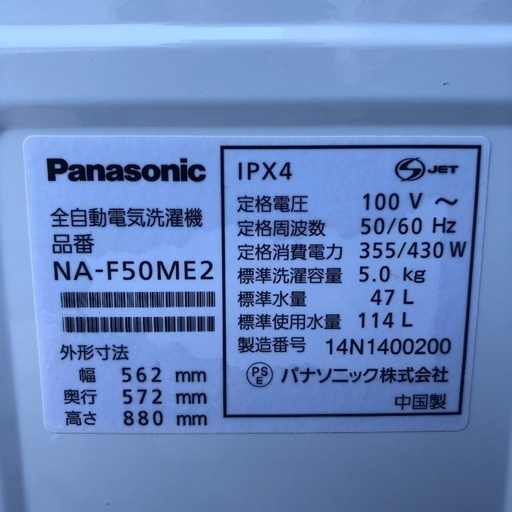 Panasonic
全自動電気洗濯機
品番
NA-F50ME2
外形寸法
幅 562 mm
奥行 572 mm
高さ 880 mm
IPX4
S JET
定格電圧 100 V ～
定格周波数 50/60 Hz
定格消費電力 355/430 W
標準洗濯容量 5.0 kg
標準水量 47 L
標準使用水量 114 L
製造番号 14N1400200
PS
E パナソニック株式会社
中国製